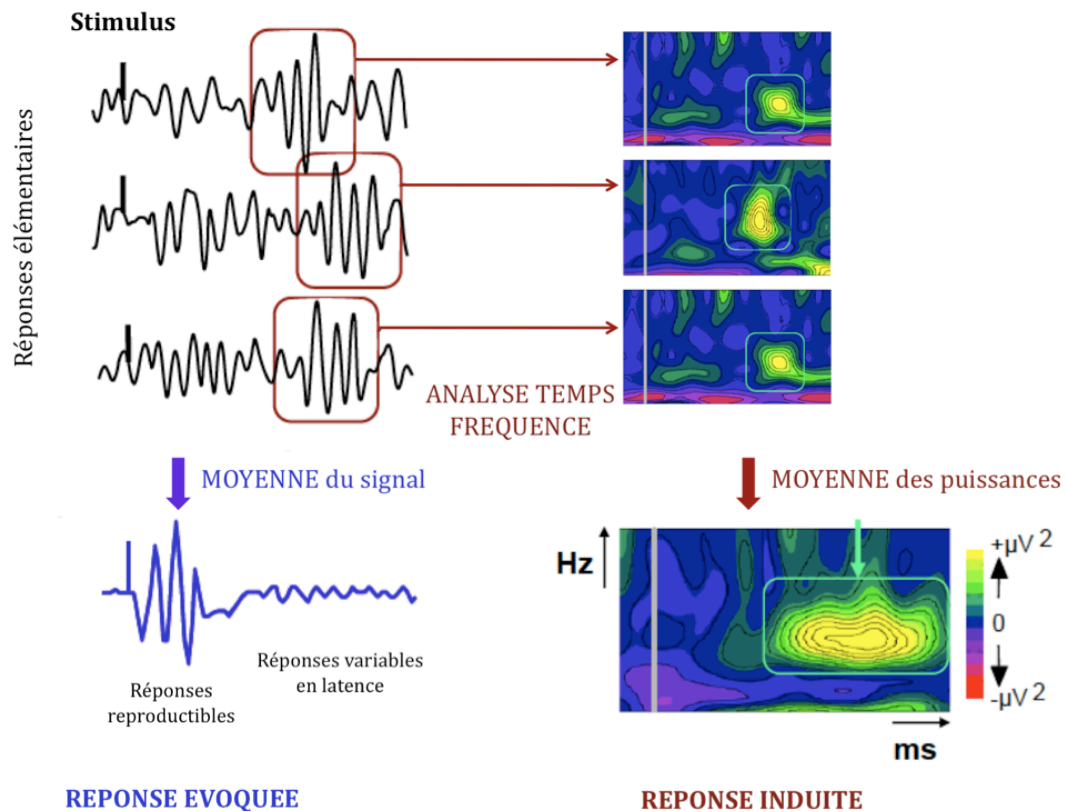 Stimulus
Réponses élémentaires
ANALYSE TEMPS
FREQUENCE
MOYENNE du signal
MOYENNE des puissances
Réponses variables
en latence
Réponses
reproductibles
Hz
+µV 2
0
-µV 2
ms
REPONSE EVOQUEE
REPONSE INDUITE